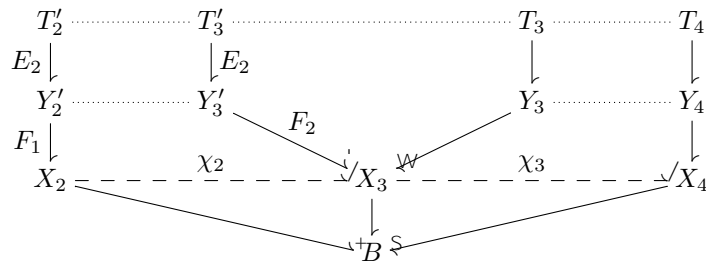 T′₂ T′₃ T₃ T₄
E₂ E₂
Y′₂ Y′₃ Y₃ Y₄
F₁ F₂
χ₂ χ₃
X₂ X₃ X₄
B